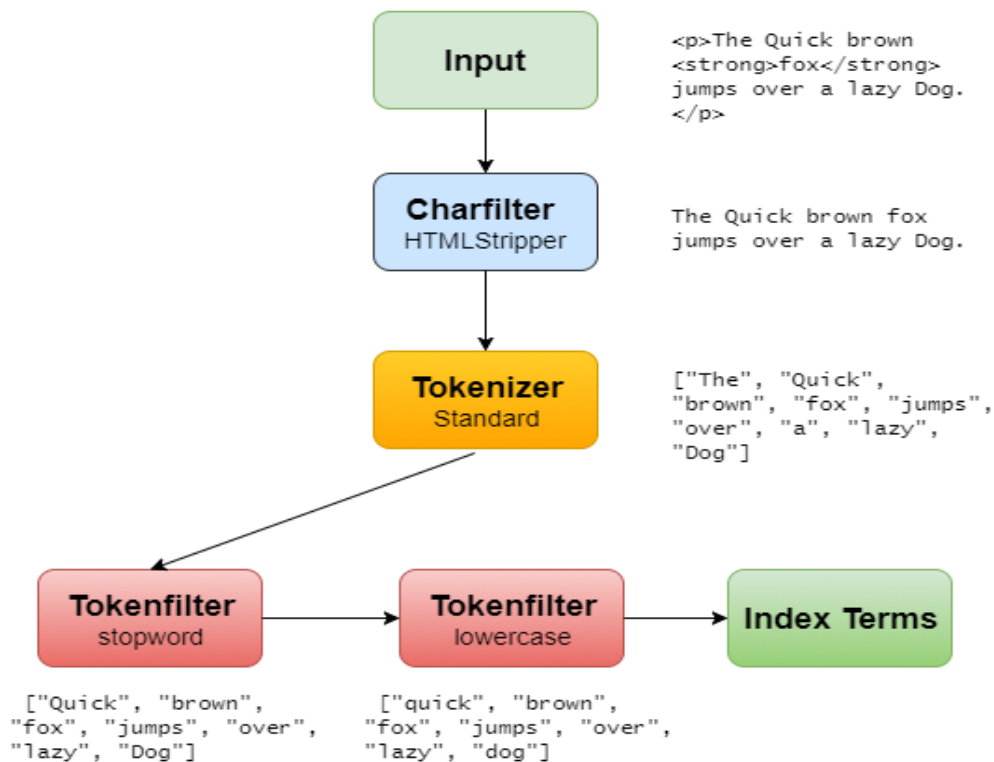 Input
<p>The Quick brown
<strong>fox</strong>
jumps over a lazy Dog.
</p>
Charfilter
HTMLStripper
The Quick brown fox
jumps over a lazy Dog.
Tokenizer
Standard
["The", "Quick",
"brown", "fox", "jumps",
"over", "a", "lazy",
"Dog"]
Tokenfilter
stopword
["Quick", "brown",
"fox", "jumps", "over",
"lazy", "Dog"]
Tokenfilter
lowercase
["quick", "brown",
"fox", "jumps", "over",
"lazy", "dog"]
Index Terms